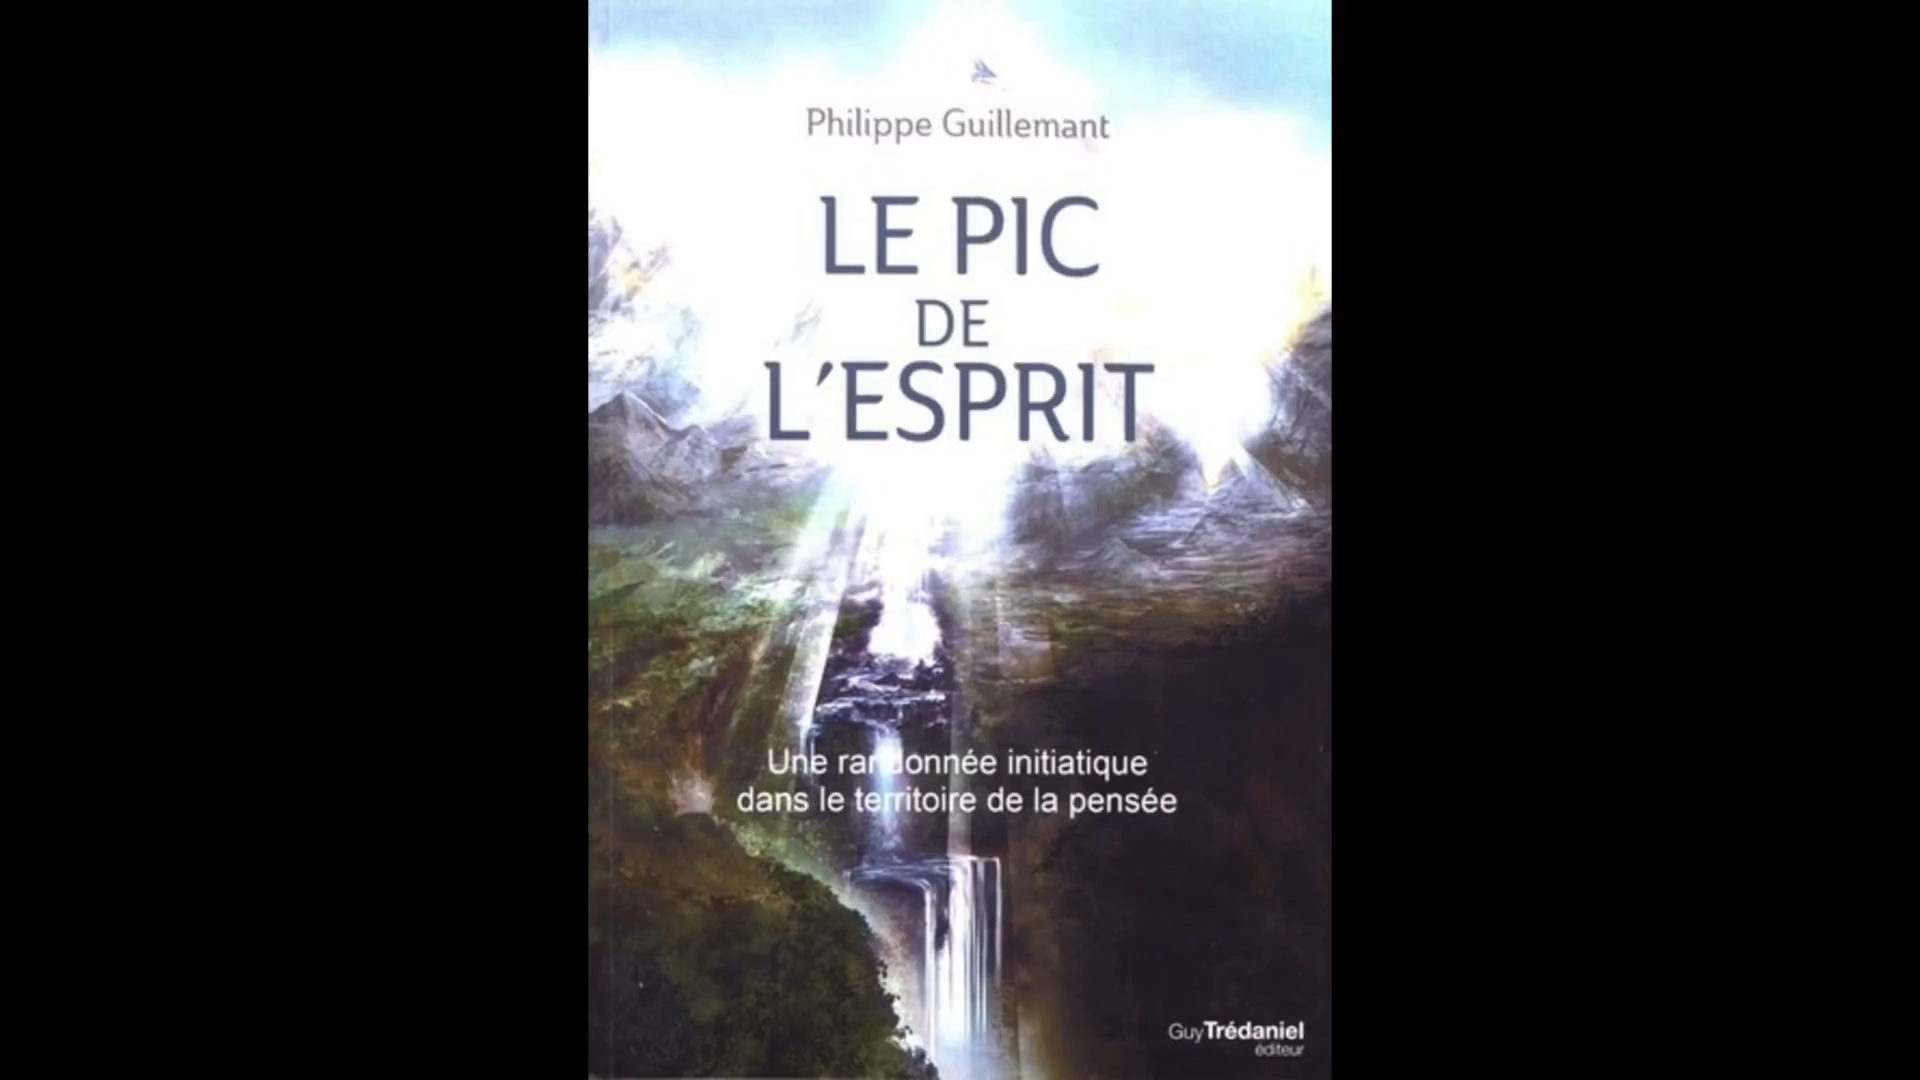 Philippe Guillemant
LE PIC
DE
L'ESPRIT
Une randonnée initiatique
dans le territoire de la pensée
Guy Trédaniel
éditeur